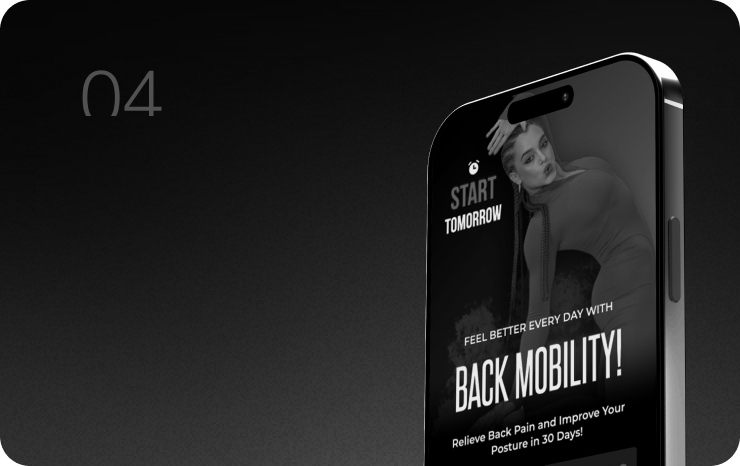 04
START
TOMORROW
FEEL BETTER EVERY DAY WITH
BACK MOBILITY!
Relieve Back Pain and Improve Your
Posture in 30 Days!